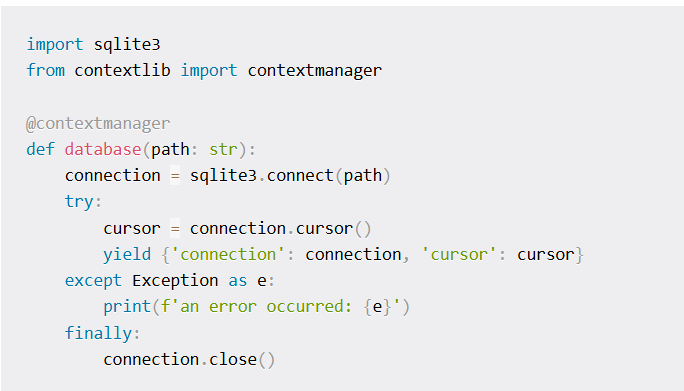 import sqlite3
from contextlib import contextmanager

@contextmanager
def database(path: str):
    connection = sqlite3.connect(path)
    try:
        cursor = connection.cursor()
        yield {'connection': connection, 'cursor': cursor}
    except Exception as e:
        print(f'an error occurred: {e}')
    finally:
        connection.close()